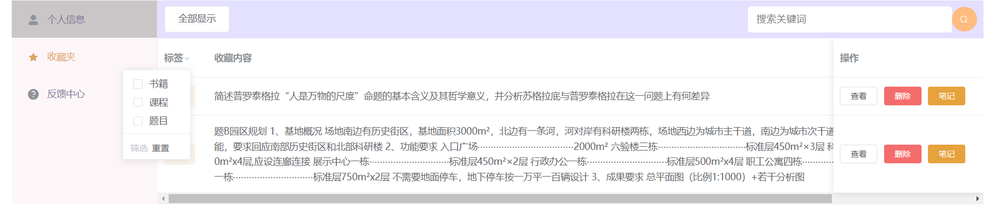 个人信息
全部显示
搜索关键词
收藏夹
标签
收藏内容
操作
书籍
反馈中心
课程
题目
筛选 重置
简述普罗泰格拉“人是万物的尺度”命题的基本含义及其哲学意义，并分析苏格拉底与普罗泰格拉在这一问题上有何差异
查看 删除 笔记
题B园区规划 1、基地概况 场地南边有历史街区，基地面积3000m²，北边有一条河，河对岸有科研楼两栋，场地西边为城市主干道，南边为城市次干道
能，要求回应南部历史街区和北部科研楼 2、功能要求 入口广场····································2000m² 六验楼三栋·································标准层450m²×3层 科
0m²x4层,应设连廊连接 展示中心一栋······························标准层450m²×2层 行政办公一栋······························标准层500m²x4层 职工公寓四栋············
一栋······························标准层750m²x2层 不需要地面停车，地下停车按一万平一百辆设计 3、成果要求 总平面图（比例1:1000）+若干分析图
查看 删除 笔记